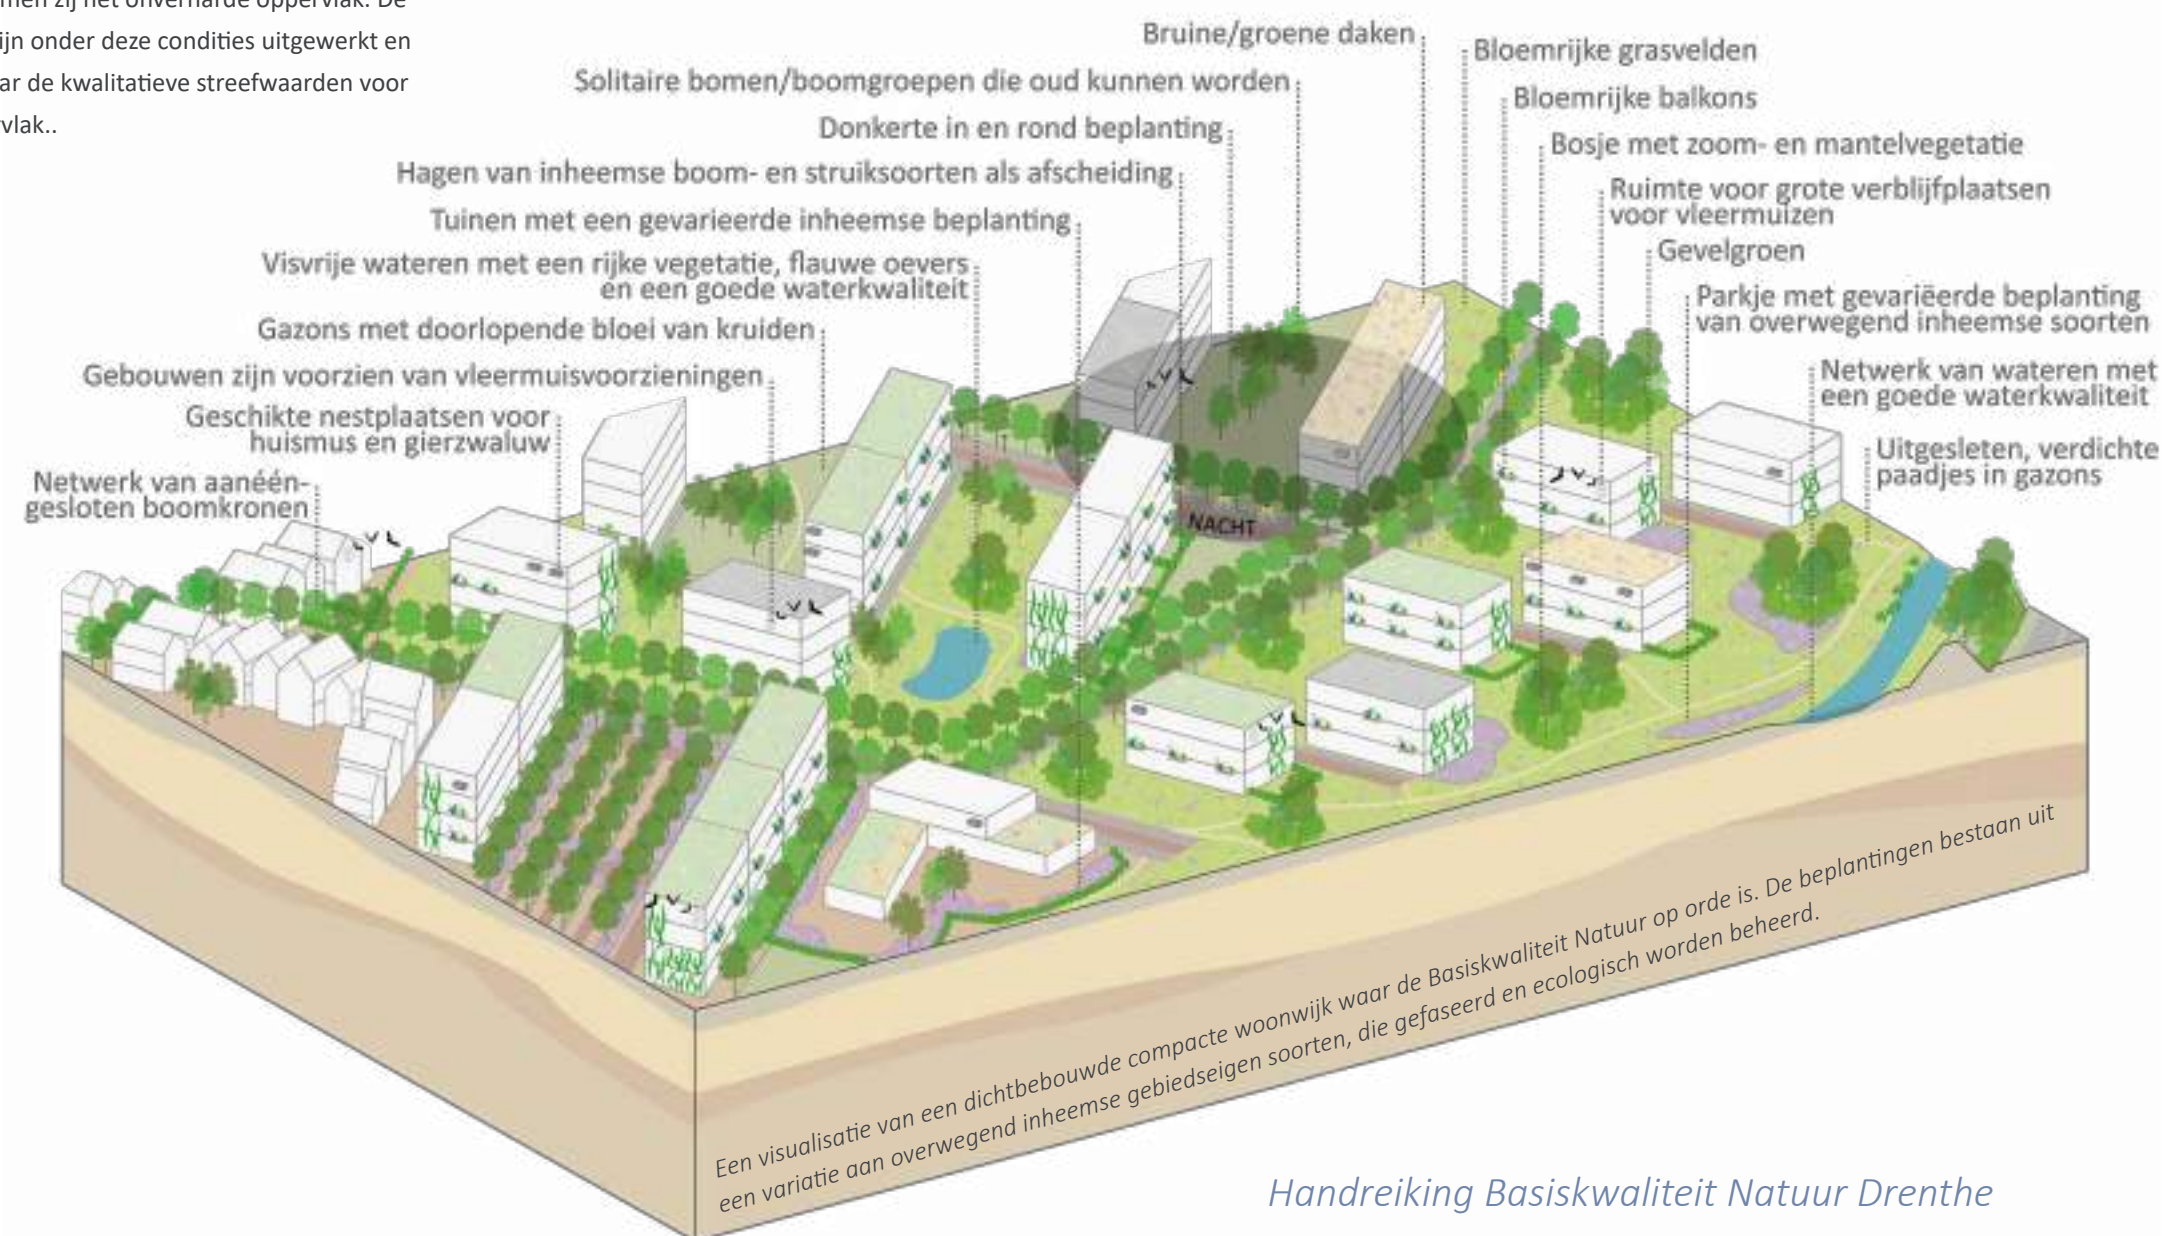 men zij het onverharde oppervlak. De
ijn onder deze condities uitgewerkt en
ar de kwalitatieve streefwaarden voor
vlak..
Bruine/groene daken
Bloemrijke grasvelden
Solitaire bomen/boomgroepen die oud kunnen worden
Bloemrijke balkons
Donkerte in en rond beplanting
Bosje met zoom- en mantelvegetatie
Hagen van inheemse boom- en struiksoorten als afscheiding
Ruimte voor grote verblijfplaatsen
voor vleermuizen
Tuinen met een gevarieerde inheemse beplanting
Gevelgroen
Visvrije wateren met een rijke vegetatie, flauwe oevers
en een goede waterkwaliteit
Parkje met gevariëerde beplanting
van overwegend inheemse soorten
Gazons met doorlopende bloei van kruiden
Netwerk van wateren met
een goede waterkwaliteit
Gebouwen zijn voorzien van vleermuisvoorzieningen
Geschikte nestplaatsen voor
huismus en gierzwaluw
Uitgesleten, verdichte
paadjes in gazons
Netwerk van aanéén-
gesloten boomkronen
NACHT
Een visualisatie van een dichtbebouwde compacte woonwijk waar de Basiskwaliteit Natuur op orde is. De beplantingen bestaan uit
een variatie aan overwegend inheemse gebiedseigen soorten, die gefaseerd en ecologisch worden beheerd.
Handreiking Basiskwaliteit Natuur Drenthe